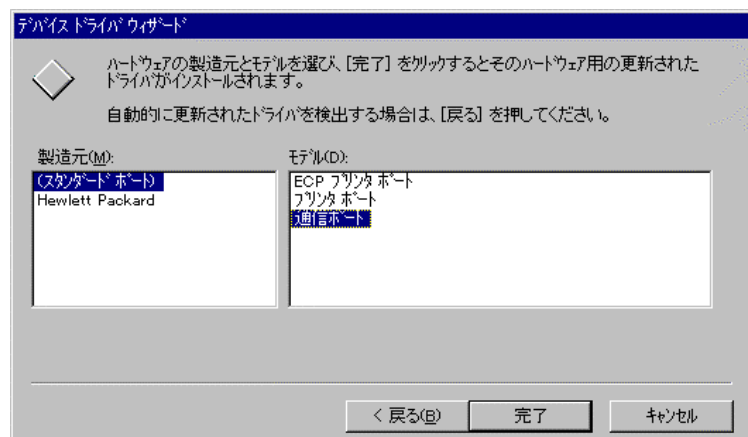 ﾃﾞﾊﾞｲｽ ﾄﾞﾗｲﾊﾞ ｳｨｻﾞｰﾄﾞ
ﾊｰﾄﾞｳｪｱの製造元とﾓﾃﾞﾙを選び、[完了] をｸﾘｯｸするとそのﾊｰﾄﾞｳｪｱ用の更新された
ﾄﾞﾗｲﾊﾞがｲﾝｽﾄｰﾙされます。
自動的に更新されたﾄﾞﾗｲﾊﾞを検出する場合は、[戻る] を押してください。
製造元(M):
(ｽﾀﾝﾀﾞｰﾄﾞ ﾎﾟｰﾄ)
Hewlett Packard
ﾓﾃﾞﾙ(D):
ECP ﾌﾟﾘﾝﾀ ﾎﾟｰﾄ
ﾌﾟﾘﾝﾀ ﾎﾟｰﾄ
通信ﾎﾟｰﾄ
< 戻る(B)
完了
ｷｬﾝｾﾙ